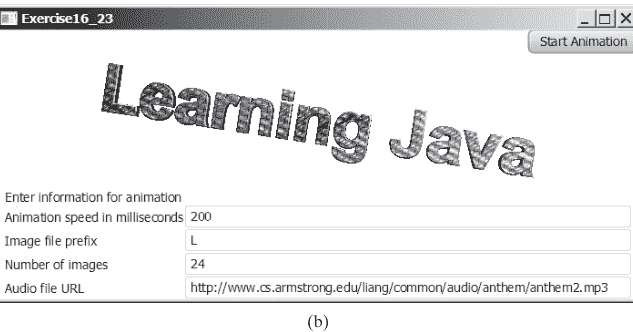 Exercise16_23
Start Animation
Learning Java
Enter information for animation
Animation speed in milliseconds 200
Image file prefix L
Number of images 24
Audio file URL http://www.cs.armstrong.edu/liang/common/audio/anthem/anthem2.mp3
(b)